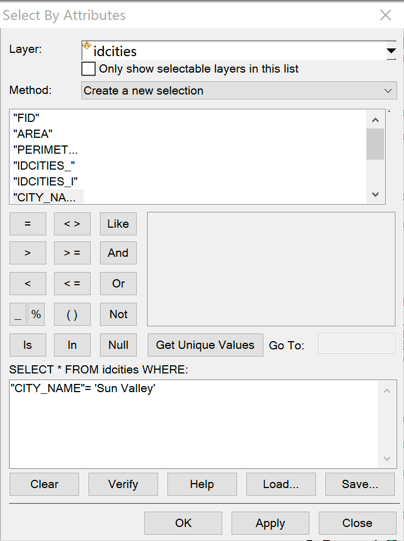 Select By Attributes
Layer: idcities
Only show selectable layers in this list
Method: Create a new selection
"FID"
"AREA"
"PERIMET...
"IDCITIES_"
"IDCITIES_I"
"CITY_NA...
= < > Like
> > = And
< < = Or
_ % ( ) Not
Is In Null Get Unique Values Go To:
SELECT * FROM idcities WHERE:
"CITY_NAME"= 'Sun Valley'
Clear Verify Help Load... Save...
OK Apply Close